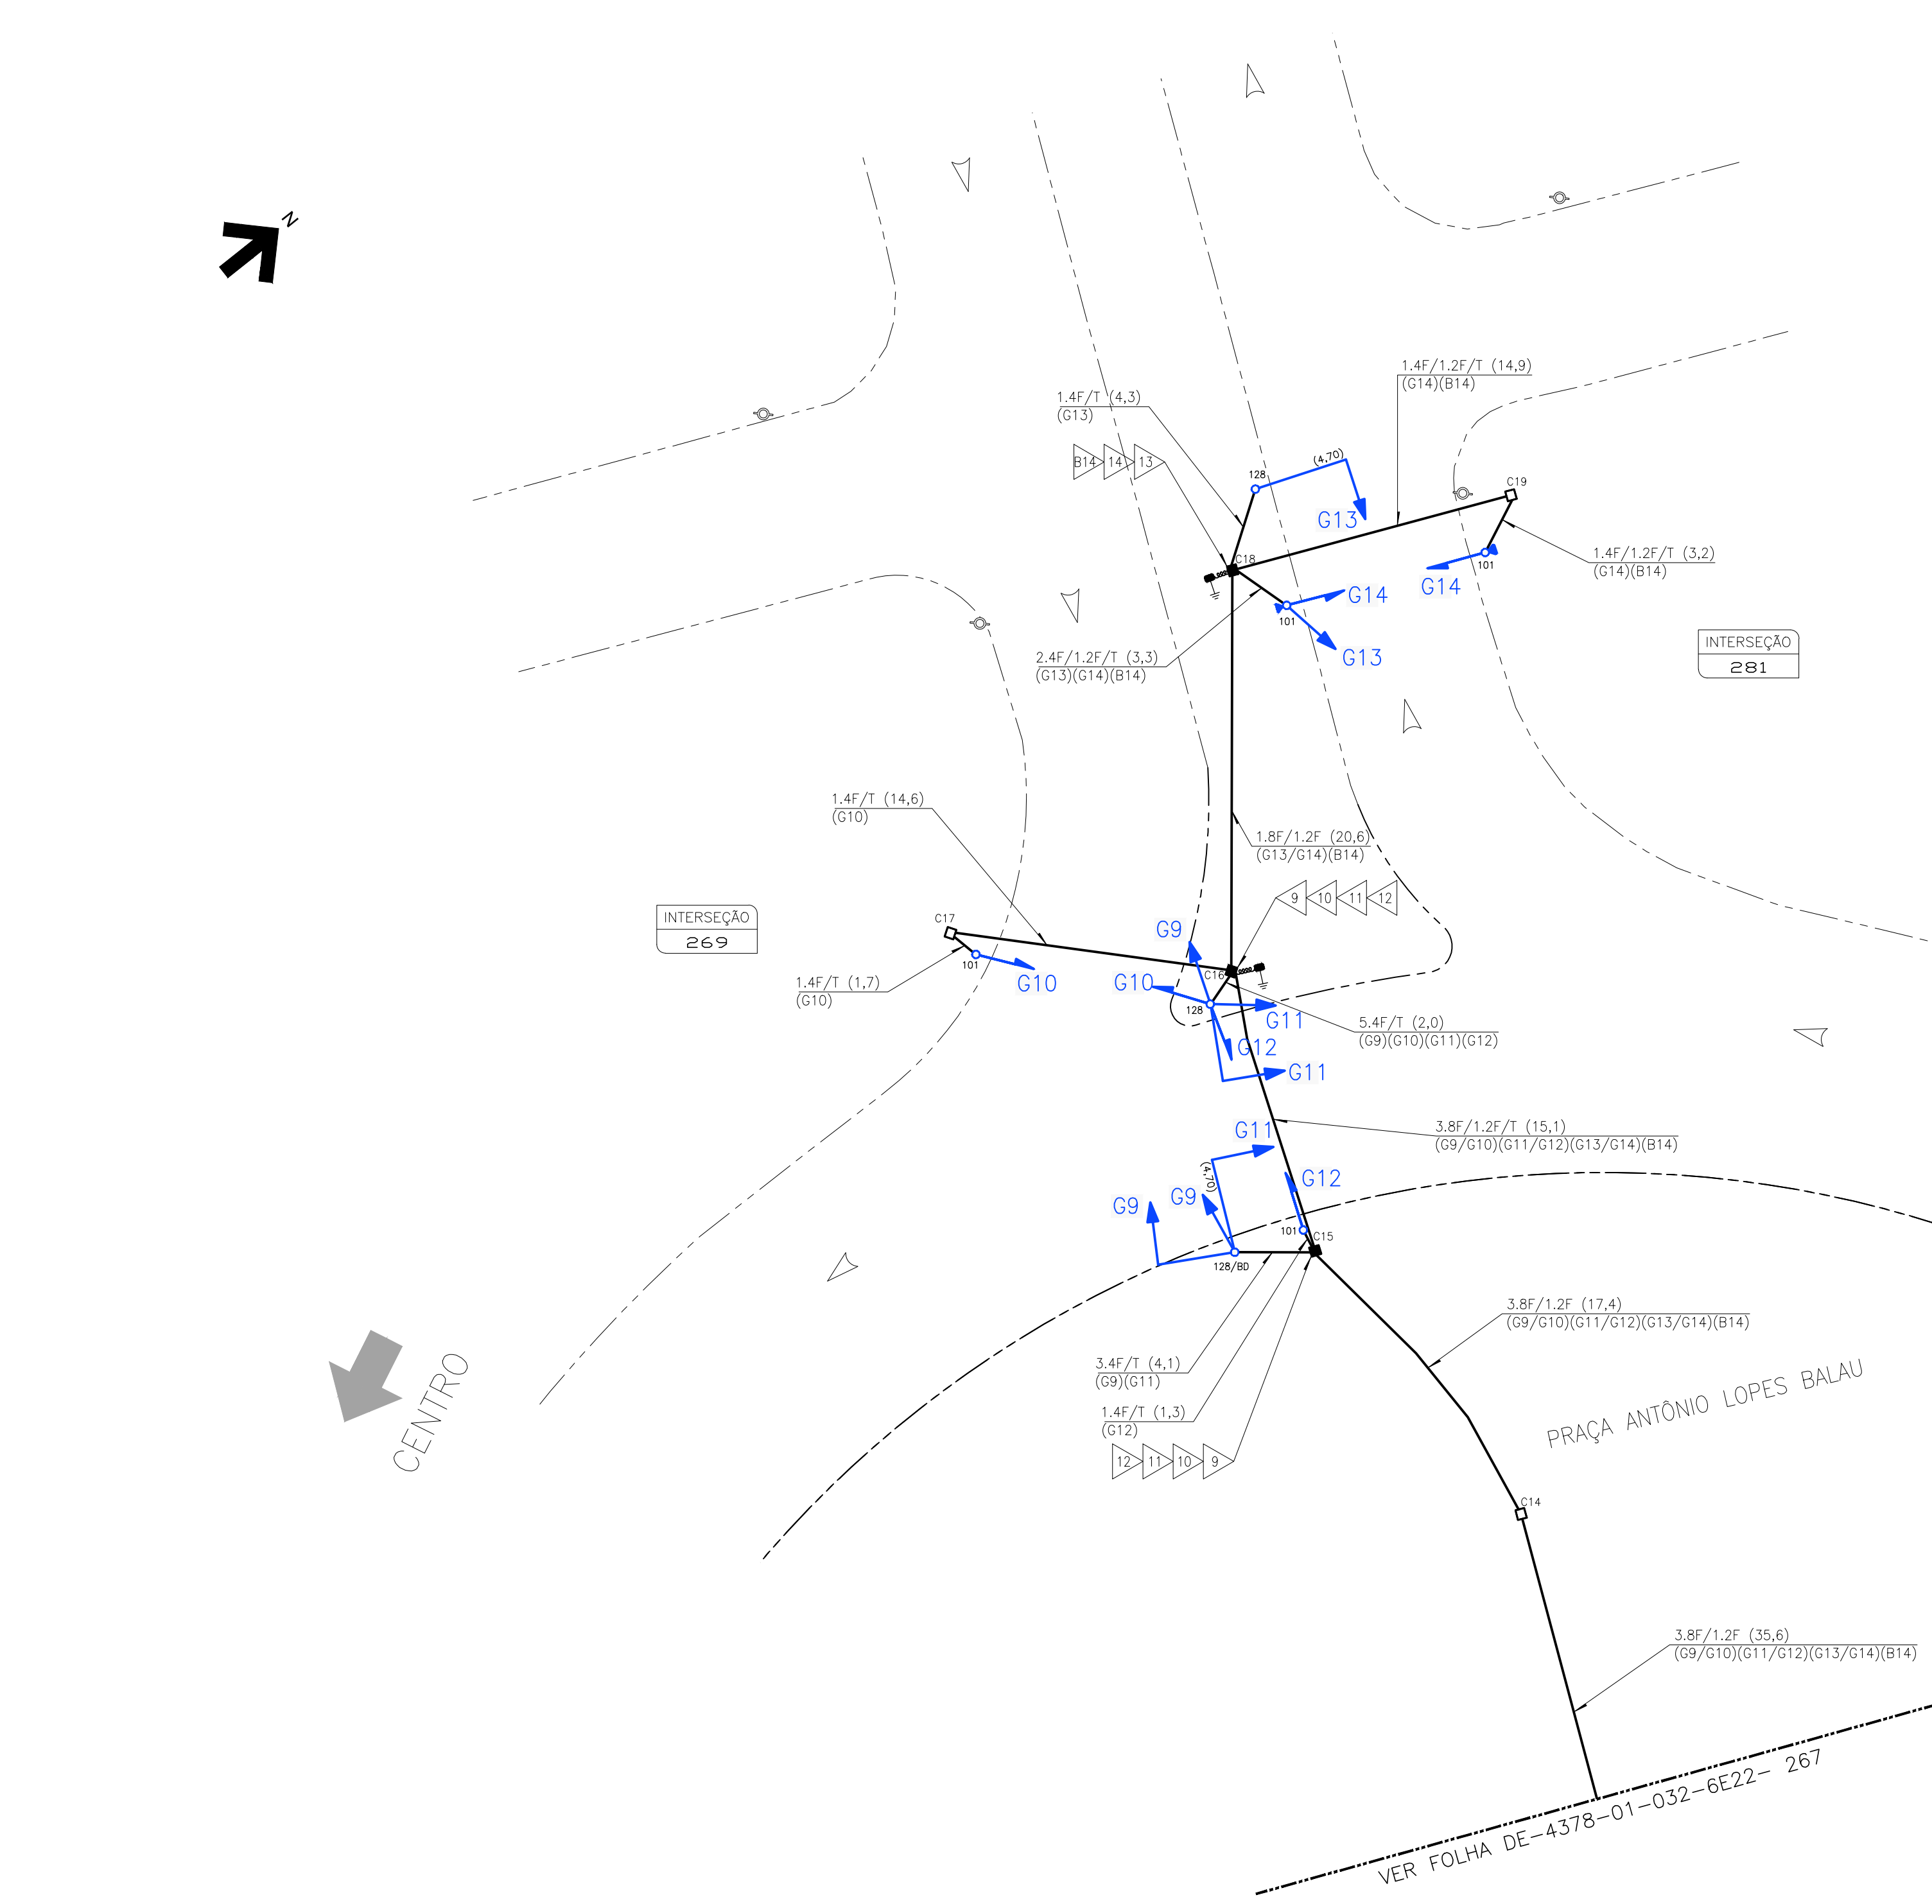 N
1.4F/1.2F/T (14,9)
(G14)(B14)
1.4F/T (4,3)
(G13)
B14 14 13
128
(4,70)
G13
C19
C18
1.4F/1.2F/T (3,2)
(G14)(B14)
101
G14
G14
101
G13
2.4F/1.2F/T (3,3)
(G13)(G14)(B14)
INTERSEÇÃO
281
1.4F/T (14,6)
(G10)
1.8F/1.2F (20,6)
(G13/G14)(B14)
9 10 11 12
INTERSEÇÃO
269
C17
101
G10
1.4F/T (1,7)
(G10)
G9
C16
G10
128
G11
G12
G11
5.4F/T (2,0)
(G9)(G10)(G11)(G12)
3.8F/1.2F/T (15,1)
(G9/G10)(G11/G12)(G13/G14)(B14)
G11
(4,70)
G12
G9
G9
101
C15
128/BD
3.8F/1.2F (17,4)
(G9/G10)(G11/G12)(G13/G14)(B14)
3.4F/T (4,1)
(G9)(G11)
1.4F/T (1,3)
(G12)
12 11 10 9
CENTRO
PRAÇA ANTÔNIO LOPES BALAU
C14
3.8F/1.2F (35,6)
(G9/G10)(G11/G12)(G13/G14)(B14)
VER FOLHA DE-4378-01-032-6E22- 267